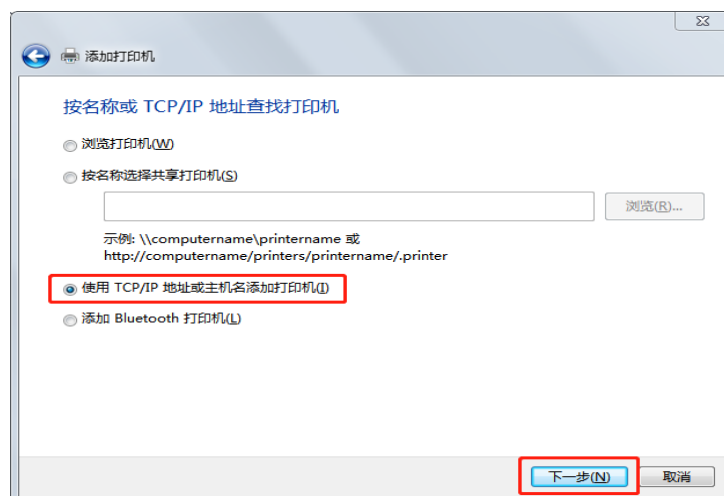 添加打印机
按名称或 TCP/IP 地址查找打印机
浏览打印机(W)
按名称选择共享打印机(S)
浏览(R)...
示例: \\computername\printername 或
http://computername/printers/printername/.printer
使用 TCP/IP 地址或主机名添加打印机(I)
添加 Bluetooth 打印机(L)
下一步(N)
取消